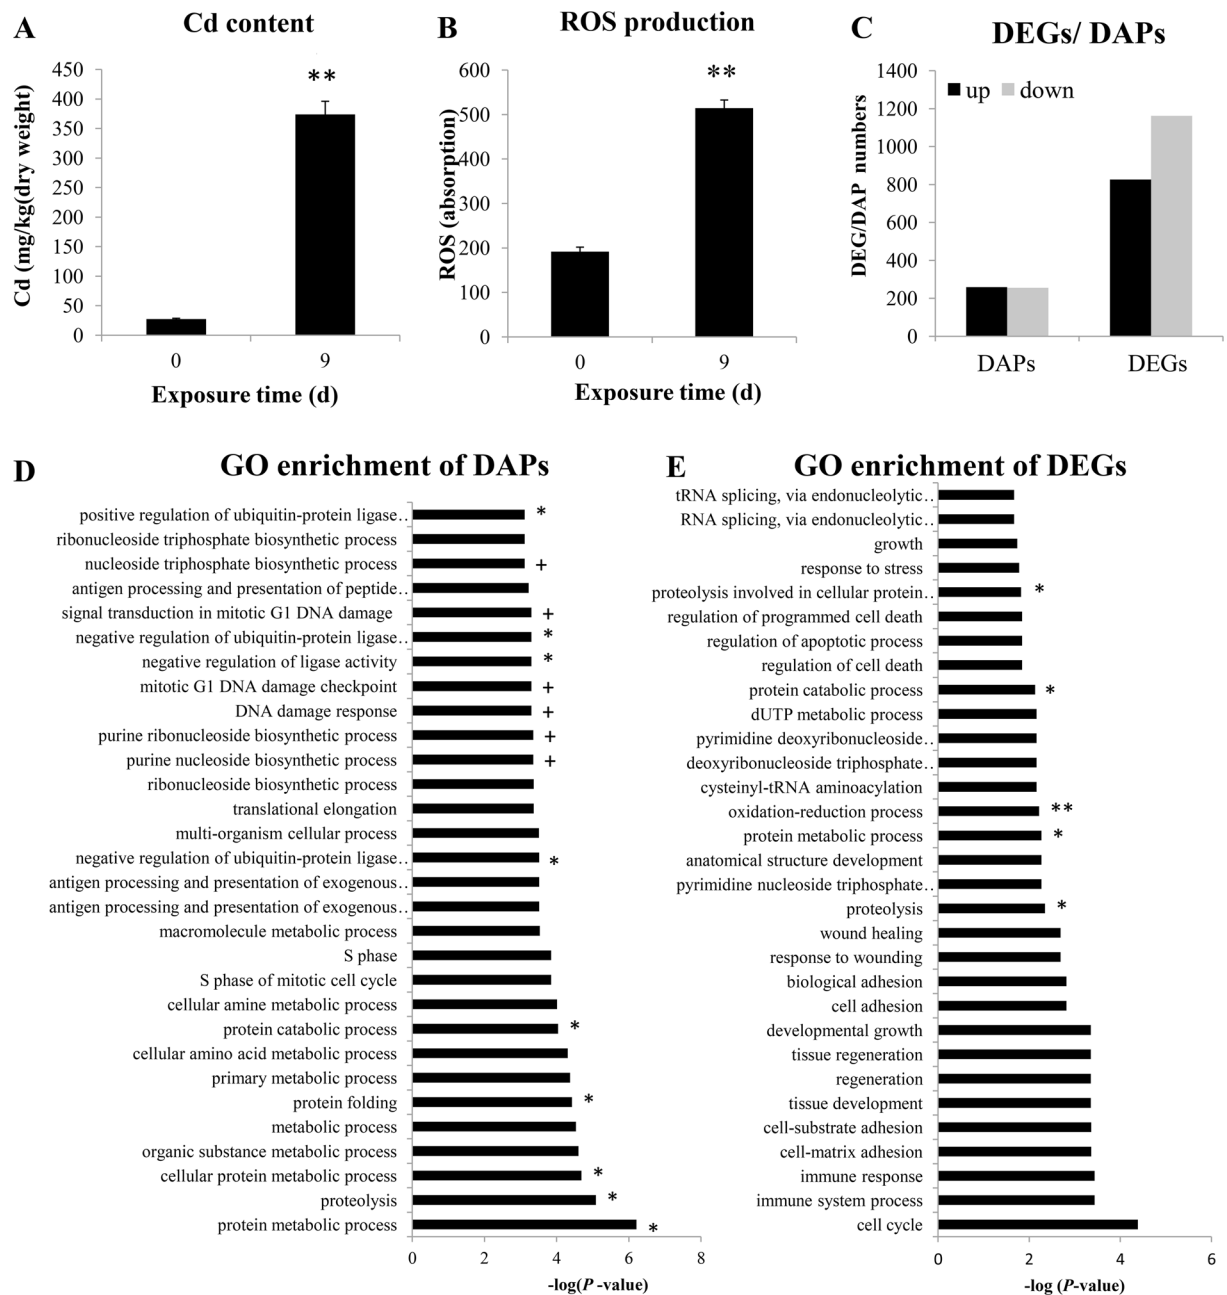 A
Cd content
Cd (mg/kg(dry weight)
450
400
350
300
250
200
150
100
50
0
**
0
9
Exposure time (d)
B
ROS production
ROS (absorption)
600
500
400
300
200
100
0
**
0
9
Exposure time (d)
C
DEGs/ DAPs
DEG/DAP numbers
1400
1200
1000
800
600
400
200
0
up
down
DAPs
DEGs
D
GO enrichment of DAPs
positive regulation of ubiquitin-protein ligase.. *
ribonucleoside triphosphate biosynthetic process
nucleoside triphosphate biosynthetic process +
antigen processing and presentation of peptide..
signal transduction in mitotic G1 DNA damage +
negative regulation of ubiquitin-protein ligase.. *
negative regulation of ligase activity *
mitotic G1 DNA damage checkpoint +
DNA damage response +
purine ribonucleoside biosynthetic process +
purine nucleoside biosynthetic process +
ribonucleoside biosynthetic process
translational elongation
multi-organism cellular process
negative regulation of ubiquitin-protein ligase.. *
antigen processing and presentation of exogenous..
antigen processing and presentation of exogenous..
macromolecule metabolic process
S phase
S phase of mitotic cell cycle
cellular amine metabolic process
protein catabolic process *
cellular amino acid metabolic process
primary metabolic process
protein folding *
metabolic process
organic substance metabolic process
cellular protein metabolic process *
proteolysis *
protein metabolic process *
0 2 4 6 8
-log(P -value)
E
GO enrichment of DEGs
tRNA splicing, via endonucleolytic..
RNA splicing, via endonucleolytic..
growth
response to stress
proteolysis involved in cellular protein.. *
regulation of programmed cell death
regulation of apoptotic process
regulation of cell death
protein catabolic process *
dUTP metabolic process
pyrimidine deoxyribonucleoside..
deoxyribonucleoside triphosphate..
cysteinyl-tRNA aminoacylation
oxidation-reduction process **
protein metabolic process *
anatomical structure development
pyrimidine nucleoside triphosphate..
proteolysis *
wound healing
response to wounding
biological adhesion
cell adhesion
developmental growth
tissue regeneration
regeneration
tissue development
cell-substrate adhesion
cell-matrix adhesion
immune response
immune system process
cell cycle
0 2 4 6
-log (P-value)